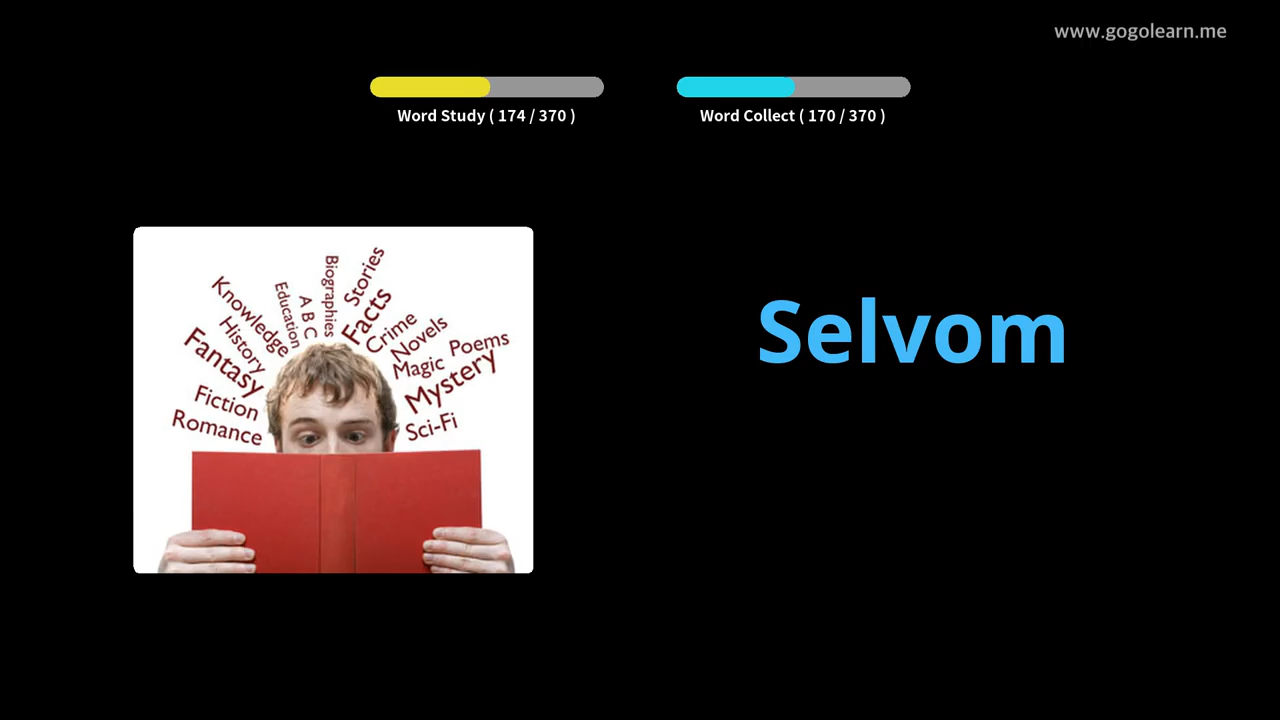 www.gogolearn.me
Word Study ( 174 / 370 )
Word Collect ( 170 / 370 )
Selvom
Biographies
Stories
Knowledge
Education
A B C
Facts
Crime
History
Novels
Poems
Fantasy
Magic
Mystery
Fiction
Romance
Sci-Fi